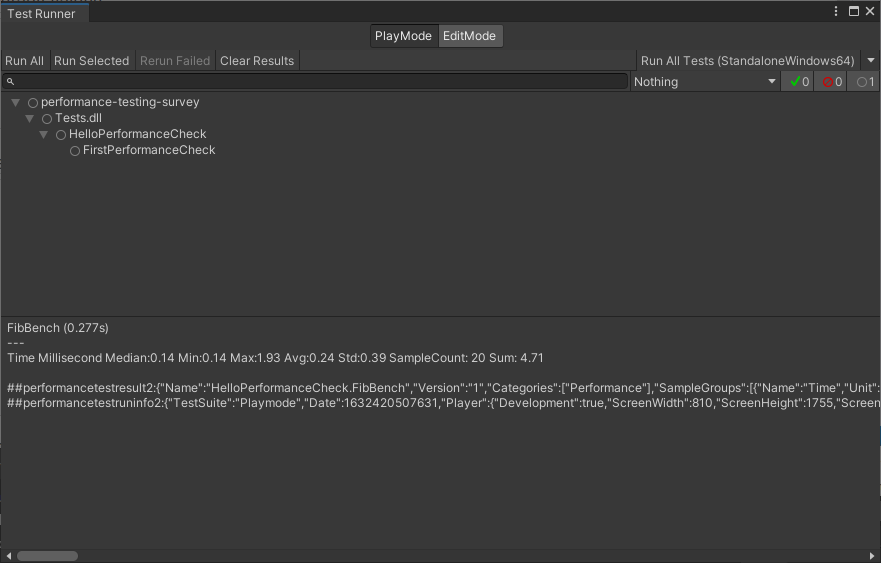 Test Runner
PlayMode EditMode
Run All Run Selected Rerun Failed Clear Results Run All Tests (StandaloneWindows64)
Nothing 0 0 1
performance-testing-survey
Tests.dll
HelloPerformanceCheck
FirstPerformanceCheck
FibBench (0.277s)
---
Time Millisecond Median:0.14 Min:0.14 Max:1.93 Avg:0.24 Std:0.39 SampleCount: 20 Sum: 4.71
##performancetestresult2:{"Name":"HelloPerformanceCheck.FibBench","Version":"1","Categories":["Performance"],"SampleGroups":[{"Name":"Time","Unit":
##performancetestruninfo2:{"TestSuite":"Playmode","Date":1632420507631,"Player":{"Development":true,"ScreenWidth":810,"ScreenHeight":1755,"Screen